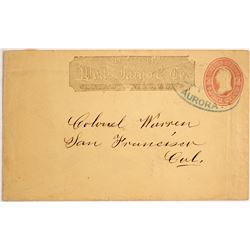 Wells, Fargo & Co.
AURORA
Colonel Warren
San Francisco
Cal.